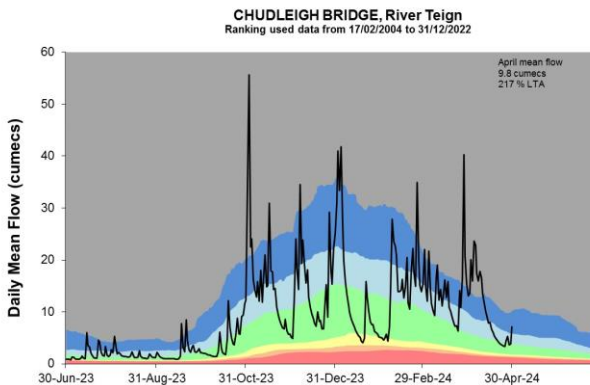 CHUDLEIGH BRIDGE, River Teign
Ranking used data from 17/02/2004 to 31/12/2022
April mean flow
9.8 cumecs
217 % LTA
Daily Mean Flow (cumecs)
60
50
40
30
20
10
0
30-Jun-23 31-Aug-23 31-Oct-23 31-Dec-23 29-Feb-24 30-Apr-24